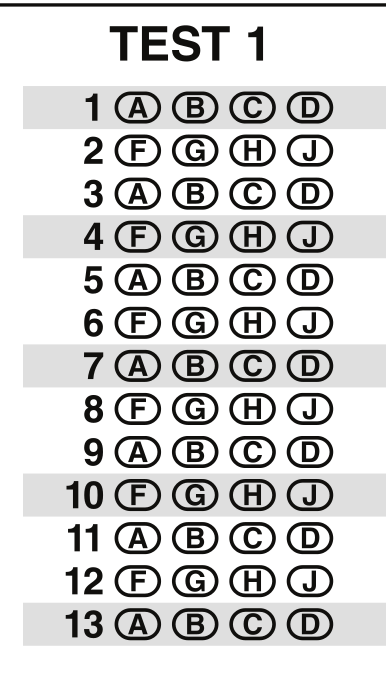 TEST 1
1 A B C D
2 F G H J
3 A B C D
4 F G H J
5 A B C D
6 F G H J
7 A B C D
8 F G H J
9 A B C D
10 F G H J
11 A B C D
12 F G H J
13 A B C D